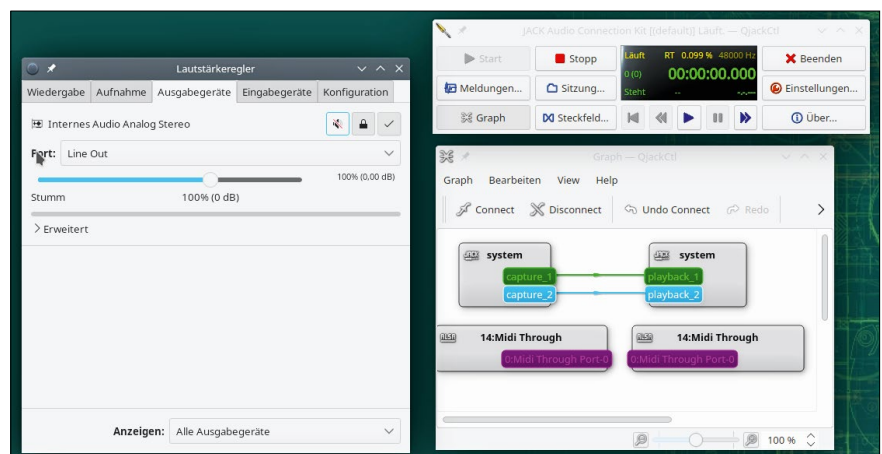 Lautstärkeregler
Wiedergabe Aufnahme Ausgabegeräte Eingabegeräte Konfiguration
Internes Audio Analog Stereo
Port: Line Out
100% (0,00 dB)
Stumm 100% (0 dB)
Erweitert
Anzeigen: Alle Ausgabegeräte
JACK Audio Connection Kit [(default)] Läuft. — QjackCtl
Start Stopp Läuft RT 0.099 % 48000 Hz Beenden
0 (0) 00:00:00.000
Meldungen... Sitzung... Steht -- -.-.--- Einstellungen...
Graph Steckfeld... Über...
Graph — QjackCtl
Graph Bearbeiten View Help
Connect Disconnect Undo Connect Redo
system system
capture_1 playback_1
capture_2 playback_2
14:Midi Through 14:Midi Through
0:Midi Through Port-0 0:Midi Through Port-0
100 %